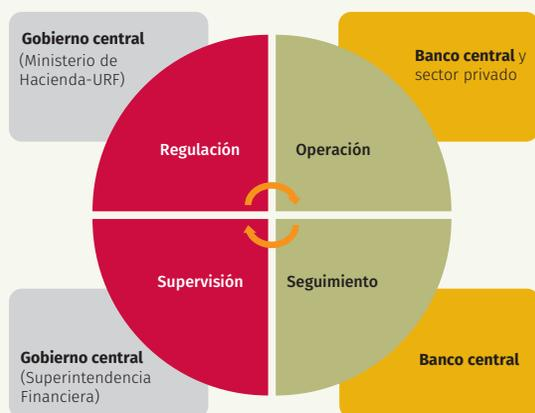 Gobierno central
(Ministerio de
Hacienda-URF)
Banco central y
sector privado
Regulación
Operación
Supervisión
Seguimiento
Gobierno central
(Superintendencia
Financiera)
Banco central